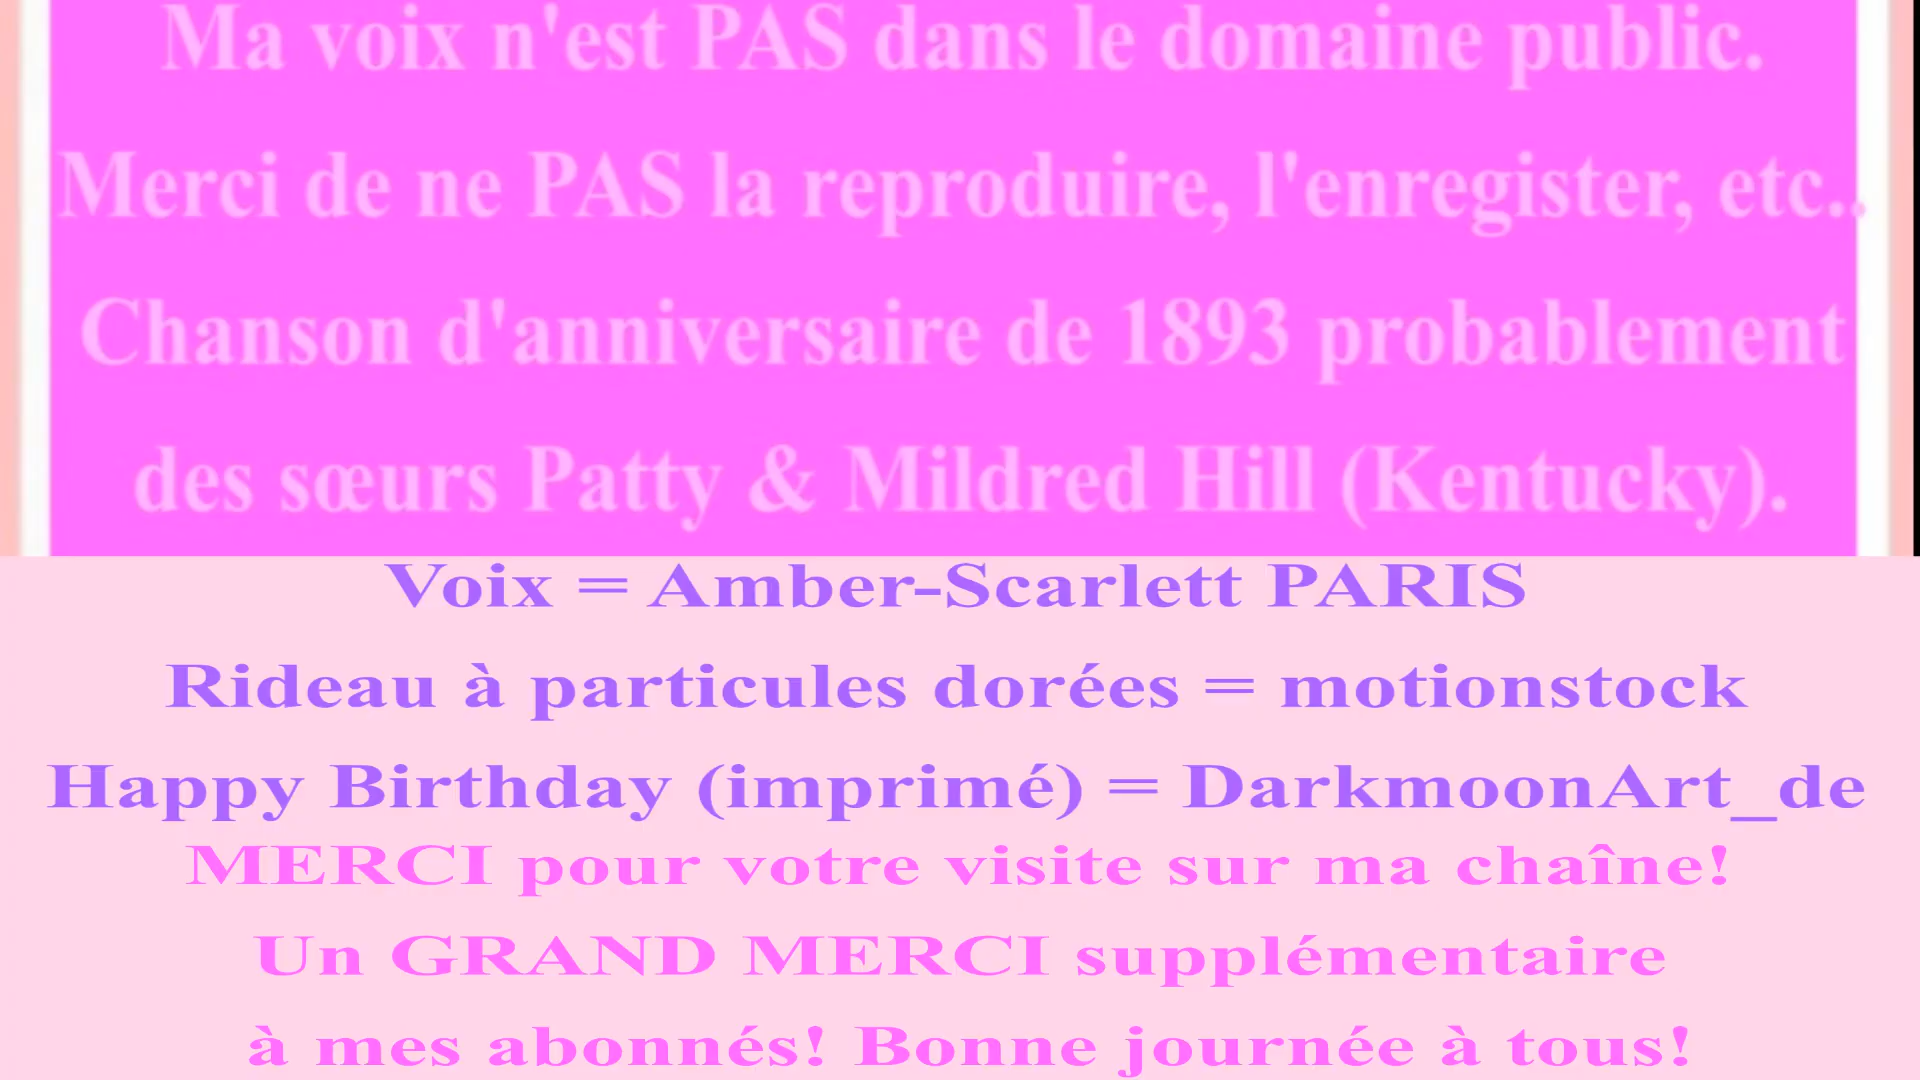 Ma voix n'est PAS dans le domaine public.
Merci de ne PAS la reproduire, l'enregister, etc..
Chanson d'anniversaire de 1893 probablement
des sœurs Patty & Mildred Hill (Kentucky).
Voix = Amber-Scarlett PARIS
Rideau à particules dorées = motionstock
Happy Birthday (imprimé) = DarkmoonArt_de
MERCI pour votre visite sur ma chaîne!
Un GRAND MERCI supplémentaire
à mes abonnés! Bonne journée à tous!